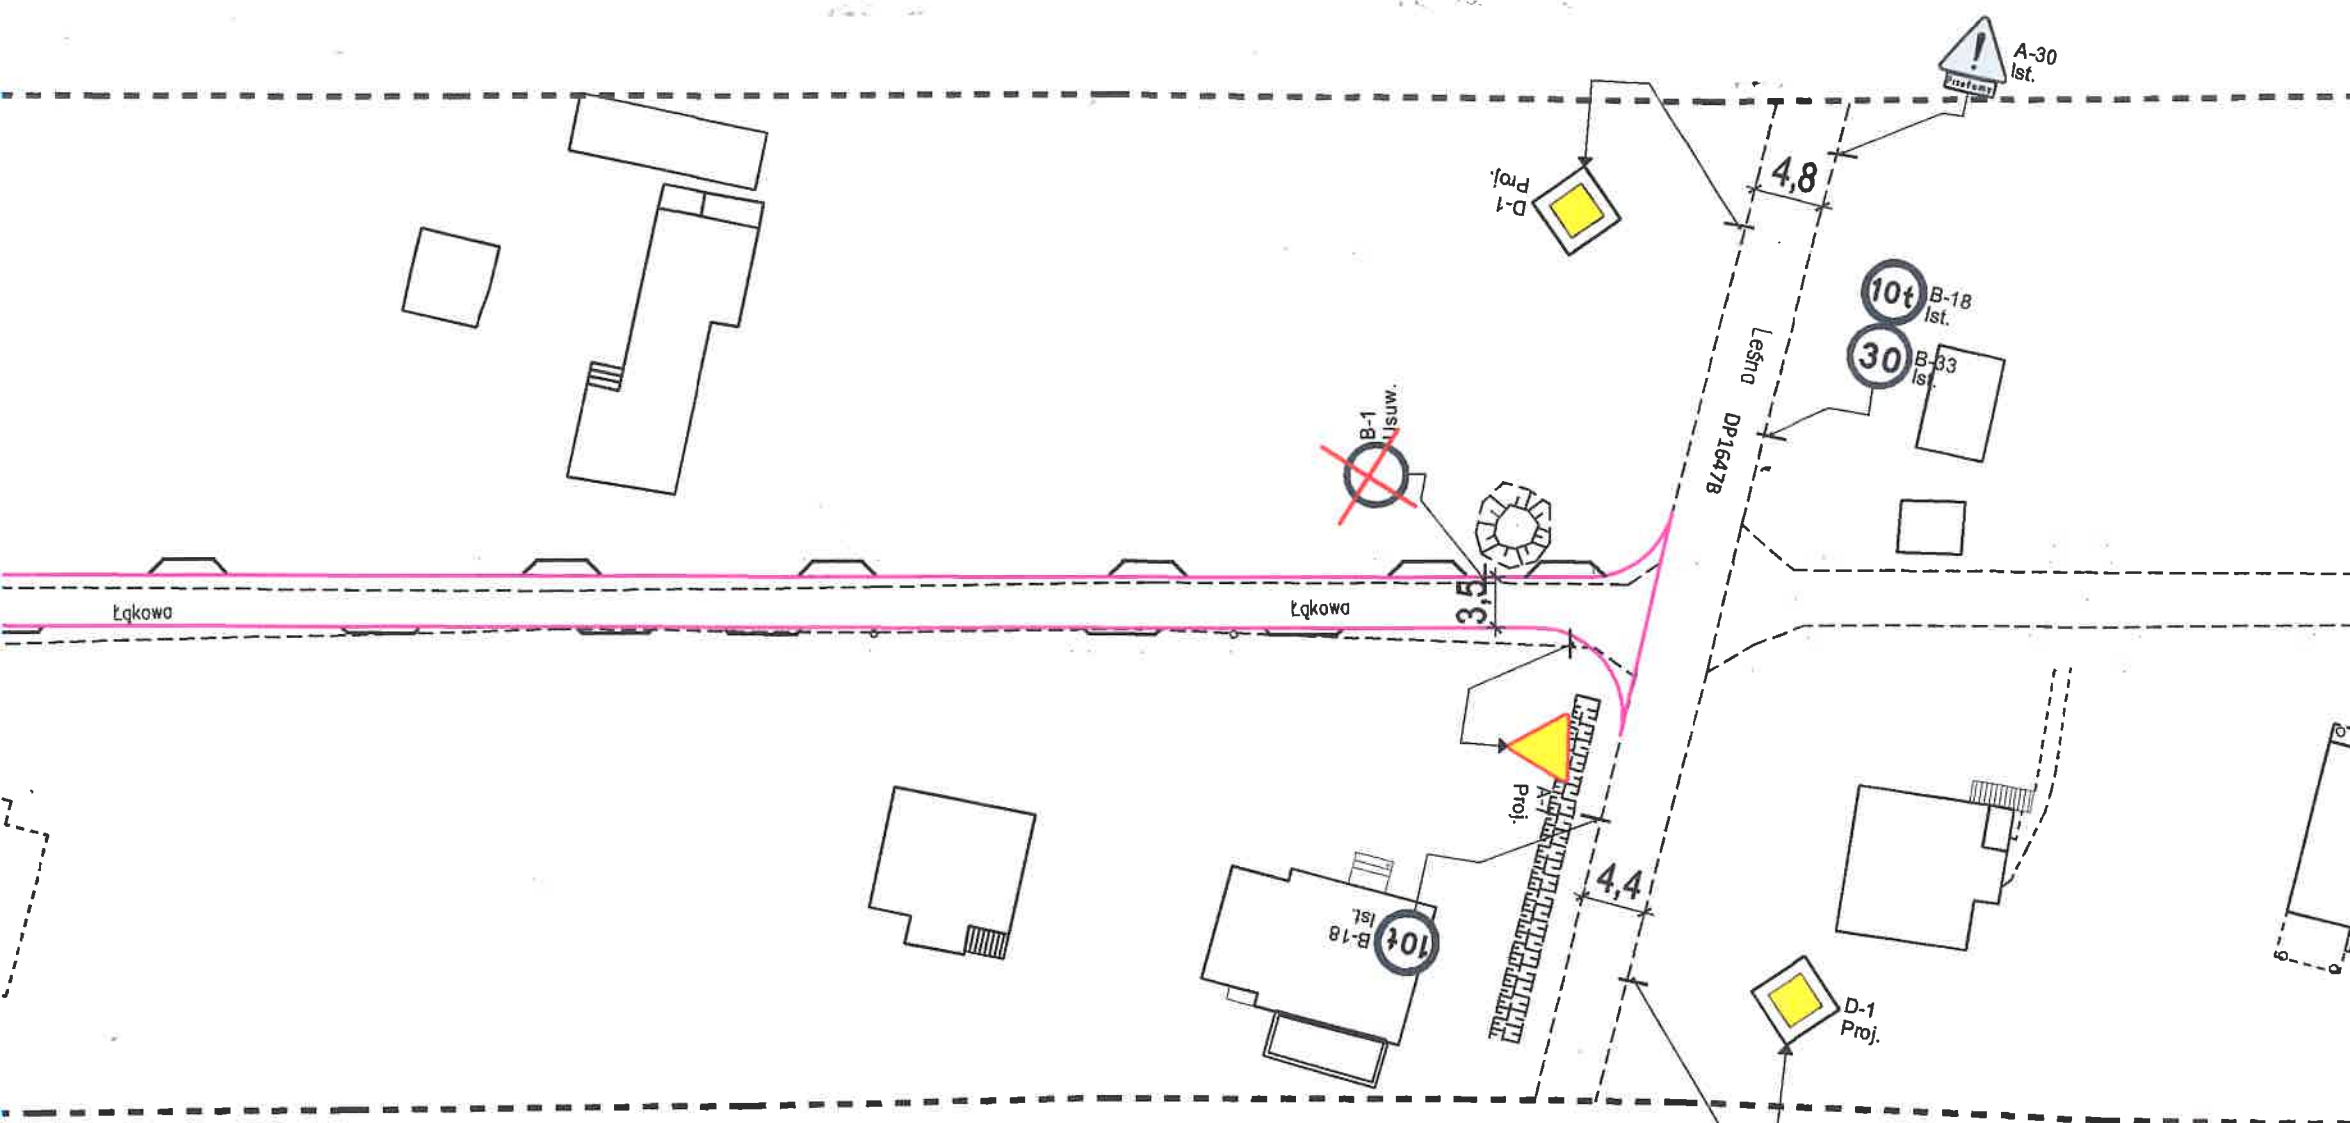 A-30
Ist.
Przełomy
D-1
Proj.
4,8
10t
B-18
Ist.
30
B-33
Ist.
Leśna
DP1647B
B-1
Usuw.
3,5
Łąkowa
Łąkowa
A-7
Proj.
4,4
B-18
Ist.
10t
D-1
Proj.
g